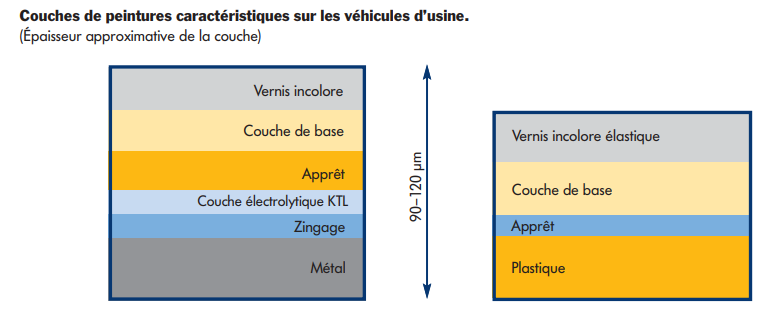 Couches de peintures caractéristiques sur les véhicules d’usine.
(Épaisseur approximative de la couche)
Vernis incolore
Couche de base
Apprêt
Couche électrolytique KTL
Zingage
Métal
90–120 µm
Vernis incolore élastique
Couche de base
Apprêt
Plastique